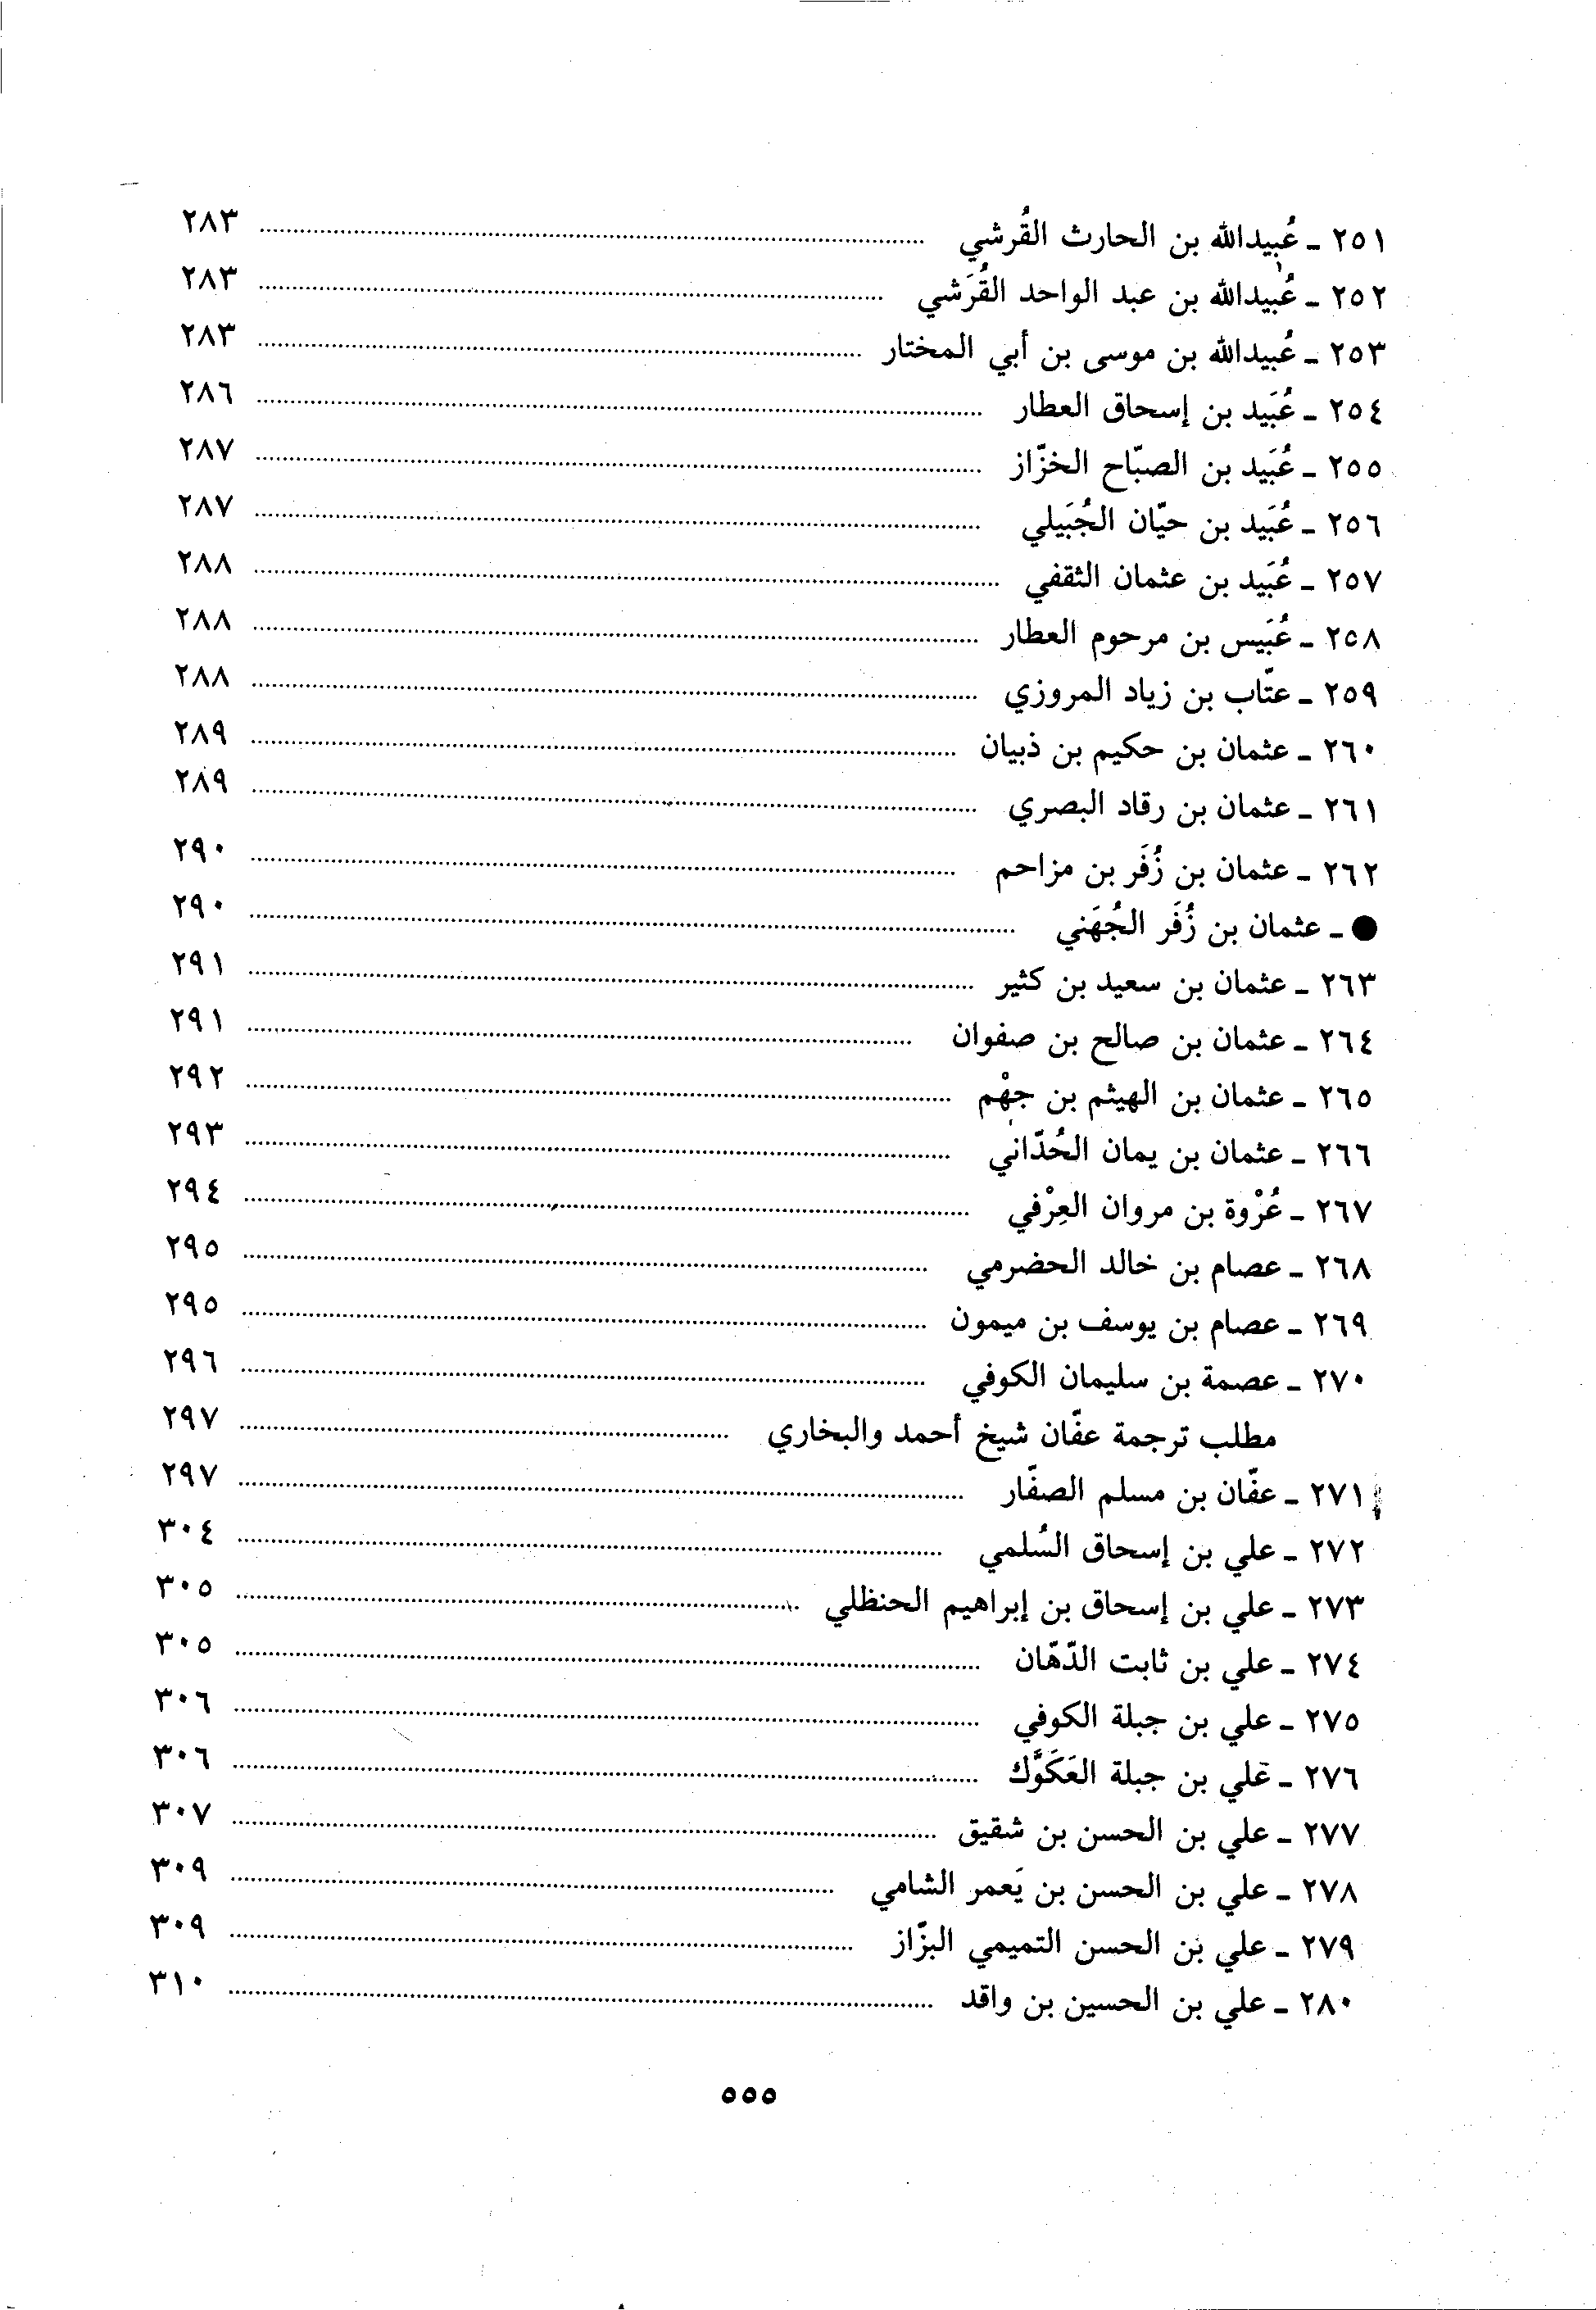 ٢٥١ - عُبيدالله بن الحارث القُرشي ........ ٢٨٣
٢٥٢ - عُبيدالله بن عبد الواحد القُرَشي ........ ٢٨٣
٢٥٣ - عُبيدالله بن موسى بن أبي المختار ........ ٢٨٣
٢٥٤ - عُبَيد بن إسحاق العطار ........ ٢٨٦
٢٥٥ - عُبَيد بن الصبّاح الخزّاز ........ ٢٨٧
٢٥٦ - عُبَيد بن حيّان الجُبَيلي ........ ٢٨٧
٢٥٧ - عُبَيد بن عثمان الثقفي ........ ٢٨٨
٢٥٨ - عُبَيس بن مرحوم العطار ........ ٢٨٨
٢٥٩ - عتّاب بن زياد المروزي ........ ٢٨٨
٢٦٠ - عثمان بن حكيم بن ذبيان ........ ٢٨٩
٢٦١ - عثمان بن رقاد البصري ........ ٢٨٩
٢٦٢ - عثمان بن زُفَر بن مزاحم ........ ٢٩٠
● - عثمان بن زُفَر الجُهَني ........ ٢٩٠
٢٦٣ - عثمان بن سعيد بن كثير ........ ٢٩١
٢٦٤ - عثمان بن صالح بن صفوان ........ ٢٩١
٢٦٥ - عثمان بن الهيثم بن جهْم ........ ٢٩٢
٢٦٦ - عثمان بن يمان الحُدّاني ........ ٢٩٣
٢٦٧ - عُرْوة بن مروان العِرْفي ........ ٢٩٤
٢٦٨ - عصام بن خالد الحضرمي ........ ٢٩٥
٢٦٩ - عصام بن يوسف بن ميمون ........ ٢٩٥
٢٧٠ - عصمة بن سليمان الكوفي ........ ٢٩٦
مطلب ترجمة عفّان شيخ أحمد والبخاري ........ ٢٩٧
٢٧١ - عفّان بن مسلم الصفّار ........ ٢٩٧
٢٧٢ - علي بن إسحاق السُلمي ........ ٣٠٤
٢٧٣ - علي بن إسحاق بن إبراهيم الحنظلي ........ ٣٠٥
٢٧٤ - علي بن ثابت الدّهّان ........ ٣٠٥
٢٧٥ - علي بن جبلة الكوفي ........ ٣٠٦
٢٧٦ - علي بن جبلة العَكَوَّك ........ ٣٠٦
٢٧٧ - علي بن الحسن بن شقيق ........ ٣٠٧
٢٧٨ - علي بن الحسن بن يَعمر الشامي ........ ٣٠٩
٢٧٩ - علي بن الحسن التميمي البزّاز ........ ٣٠٩
٢٨٠ - علي بن الحسين بن واقد ........ ٣١٠
٥٥٥